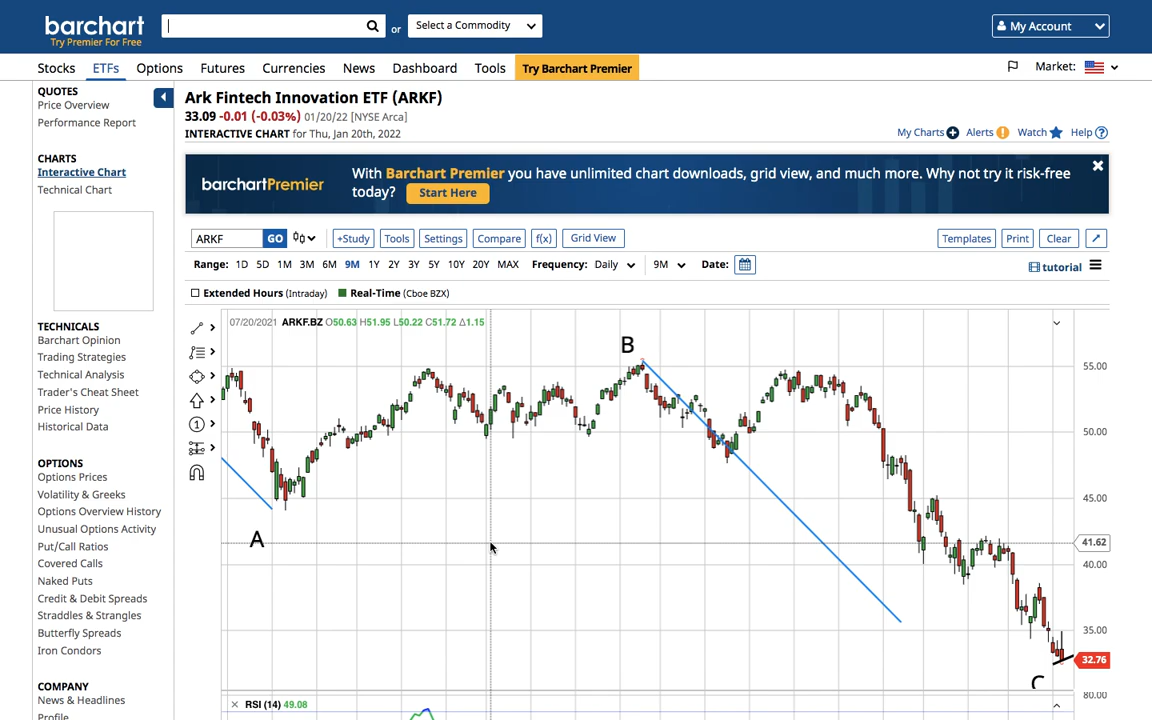 barchart
Try Premier For Free
or
Select a Commodity
My Account
Stocks ETFs Options Futures Currencies News Dashboard Tools Try Barchart Premier
Market:
QUOTES
Price Overview
Performance Report
CHARTS
Interactive Chart
Technical Chart
TECHNICALS
Barchart Opinion
Trading Strategies
Technical Analysis
Trader's Cheat Sheet
Price History
Historical Data
OPTIONS
Options Prices
Volatility & Greeks
Options Overview History
Unusual Options Activity
Put/Call Ratios
Covered Calls
Naked Puts
Credit & Debit Spreads
Straddles & Strangles
Butterfly Spreads
Iron Condors
COMPANY
News & Headlines
Profile
Ark Fintech Innovation ETF (ARKF)
33.09 -0.01 (-0.03%) 01/20/22 [NYSE Arca]
INTERACTIVE CHART for Thu, Jan 20th, 2022
My Charts Alerts Watch Help
barchartPremier
With Barchart Premier you have unlimited chart downloads, grid view, and much more. Why not try it risk-free
today? Start Here
ARKF GO +Study Tools Settings Compare f(x) Grid View Templates Print Clear
Range: 1D 5D 1M 3M 6M 9M 1Y 2Y 3Y 5Y 10Y 20Y MAX Frequency: Daily 9M Date:
tutorial
Extended Hours (Intraday) Real-Time (Cboe BZX)
07/20/2021 ARKF.BZ O50.63 H51.95 L50.22 C51.72 Δ1.15
B
55.00
50.00
45.00
A
41.62
40.00
35.00
32.76
C
80.00
RSI (14) 49.08